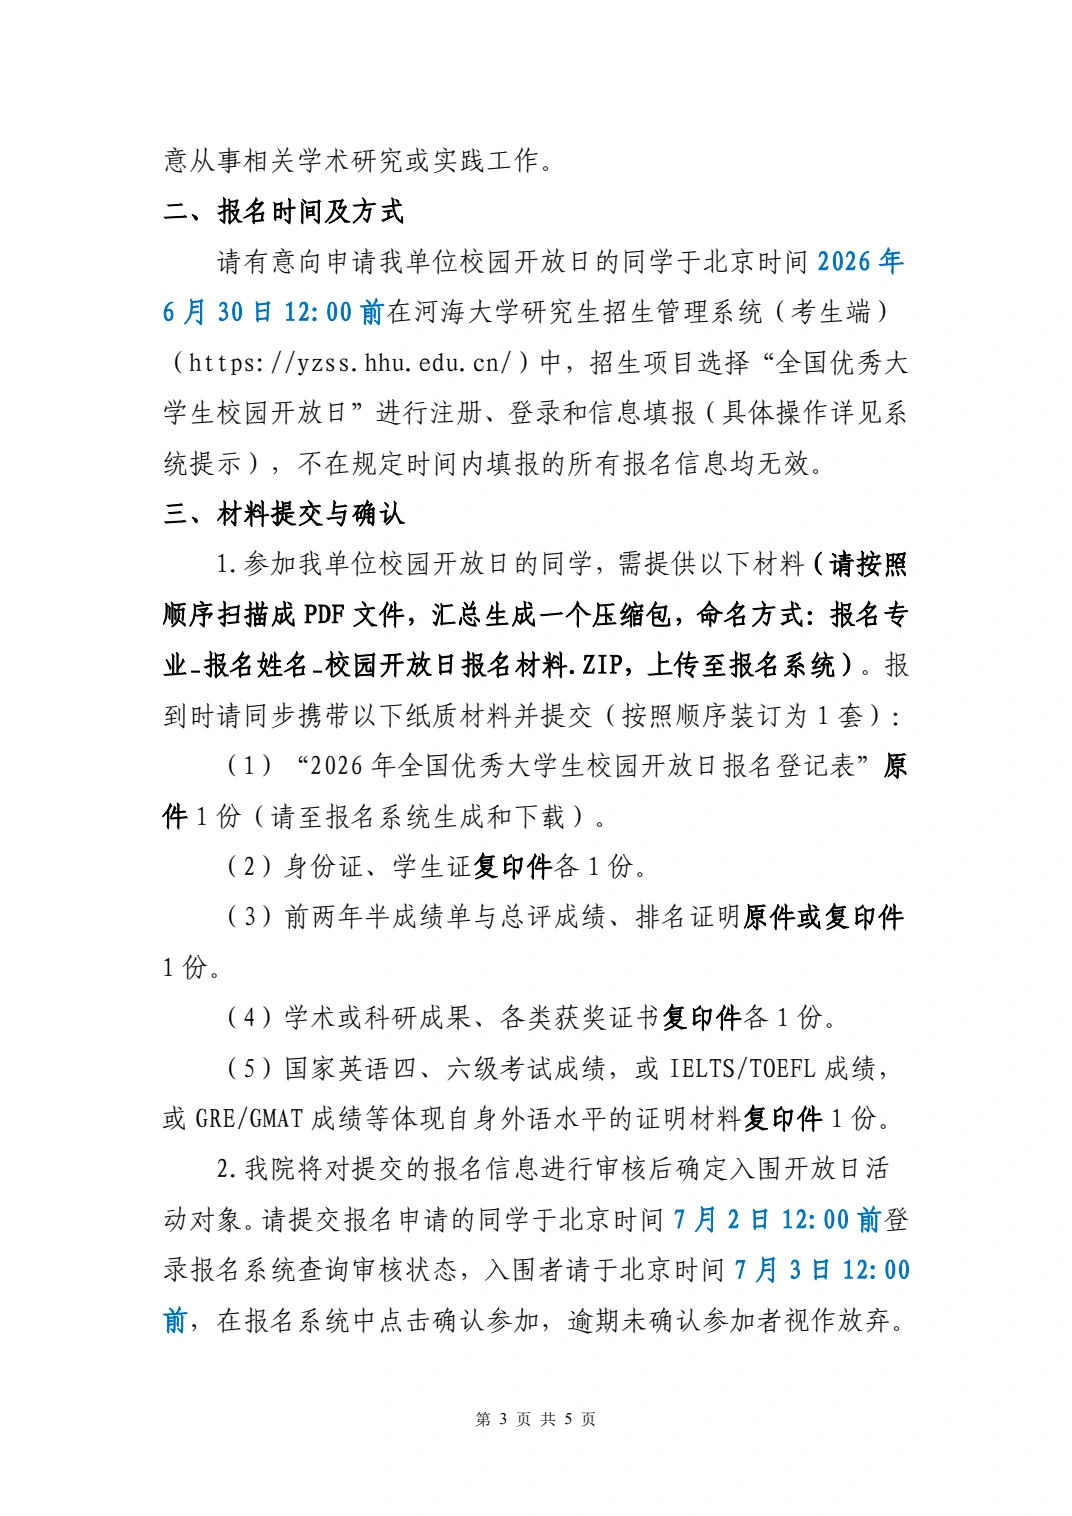 意从事相关学术研究或实践工作。
二、报名时间及方式
请有意向申请我单位校园开放日的同学于北京时间 2026 年
6 月 30 日 12:00 前在河海大学研究生招生管理系统（考生端）
（https://yzss.hhu.edu.cn/）中，招生项目选择“全国优秀大
学生校园开放日”进行注册、登录和信息填报（具体操作详见系
统提示），不在规定时间内填报的所有报名信息均无效。
三、材料提交与确认
1.参加我单位校园开放日的同学，需提供以下材料（请按照
顺序扫描成 PDF 文件，汇总生成一个压缩包，命名方式：报名专
业_报名姓名_校园开放日报名材料.ZIP，上传至报名系统）。报
到时请同步携带以下纸质材料并提交（按照顺序装订为 1 套）：
（1）“2026 年全国优秀大学生校园开放日报名登记表”原
件 1 份（请至报名系统生成和下载）。
（2）身份证、学生证复印件各 1 份。
（3）前两年半成绩单与总评成绩、排名证明原件或复印件
1 份。
（4）学术或科研成果、各类获奖证书复印件各 1 份。
（5）国家英语四、六级考试成绩，或 IELTS/TOEFL 成绩，
或 GRE/GMAT 成绩等体现自身外语水平的证明材料复印件 1 份。
2.我院将对提交的报名信息进行审核后确定入围开放日活
动对象。请提交报名申请的同学于北京时间 7 月 2 日 12:00 前登
录报名系统查询审核状态，入围者请于北京时间 7 月 3 日 12:00
前，在报名系统中点击确认参加，逾期未确认参加者视作放弃。
第 3 页 共 5 页